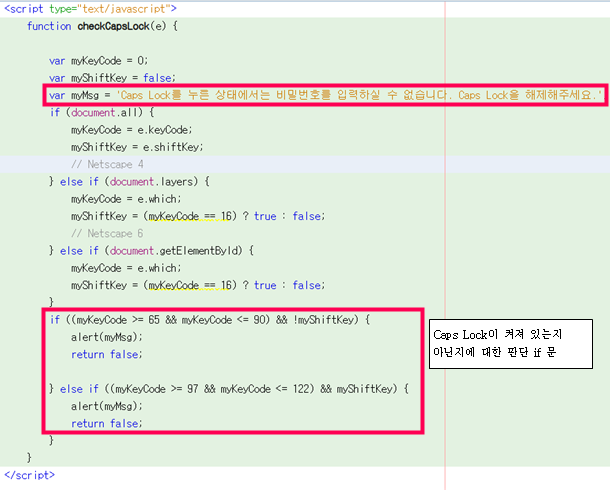 <script type="text/javascript">
function checkCapsLock(e) {
var myKeyCode = 0;
var myShiftKey = false;
var myMsg = 'Caps Lock를 누른 상태에서는 비밀번호를 입력하실 수 없습니다. Caps Lock을 해제해주세요.'
if (document.all) {
myKeyCode = e.keyCode;
myShiftKey = e.shiftKey;
// Netscape 4
} else if (document.layers) {
myKeyCode = e.which;
myShiftKey = (myKeyCode == 16) ? true : false;
// Netscape 6
} else if (document.getElementById) {
myKeyCode = e.which;
myShiftKey = (myKeyCode == 16) ? true : false;
}
if ((myKeyCode >= 65 && myKeyCode <= 90) && !myShiftKey) {
alert(myMsg);
return false;
} else if ((myKeyCode >= 97 && myKeyCode <= 122) && myShiftKey) {
alert(myMsg);
return false;
}
}
</script>
Caps Lock이 켜져 있는지
아닌지에 대한 판단 if 문